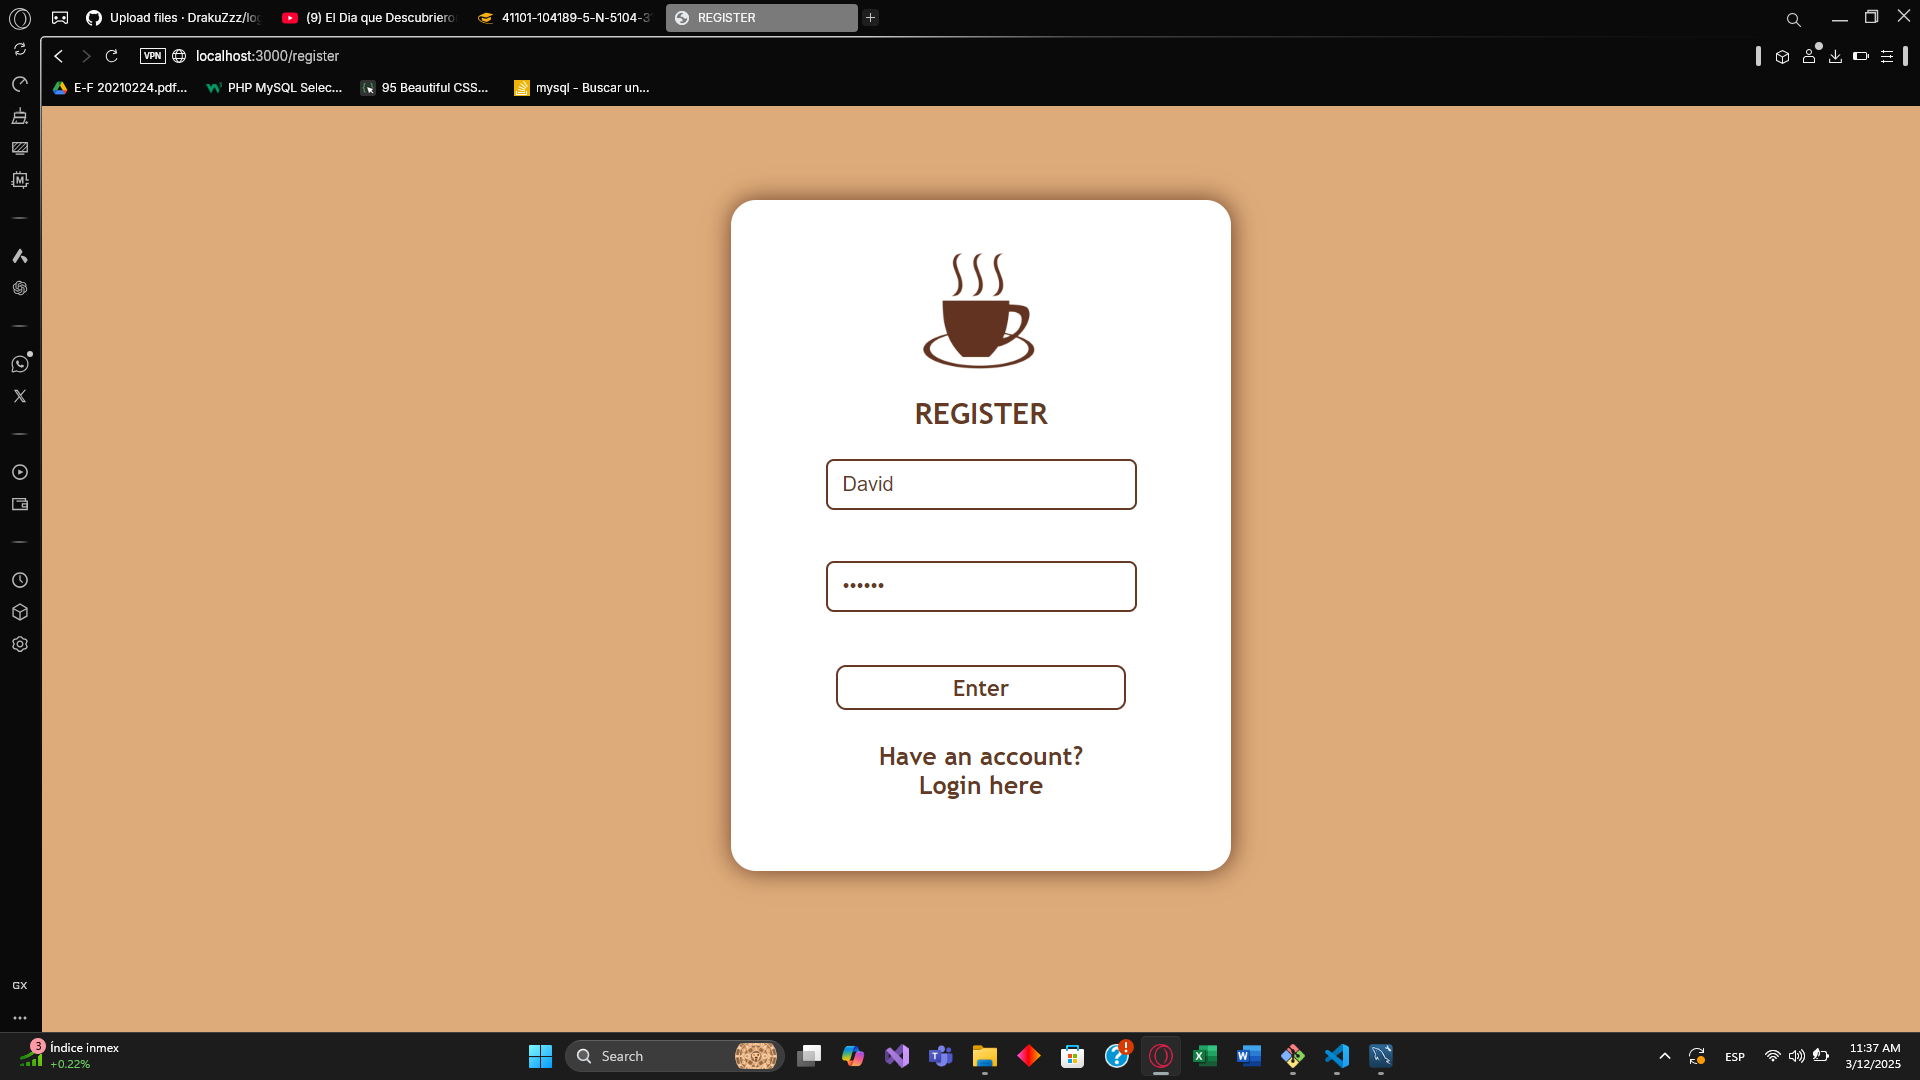 Upload files · DrakuZzz/log
(9) El Dia que Descubriero
41101-104189-5-N-5104-3
REGISTER
VPN
localhost:3000/register
E-F 20210224.pdf...
PHP MySQL Selec...
95 Beautiful CSS...
mysql - Buscar un...
REGISTER
David
••••••
Enter
Have an account?
Login here
GX
3
Índice inmex
+0.22%
Search
ESP
11:37 AM
3/12/2025